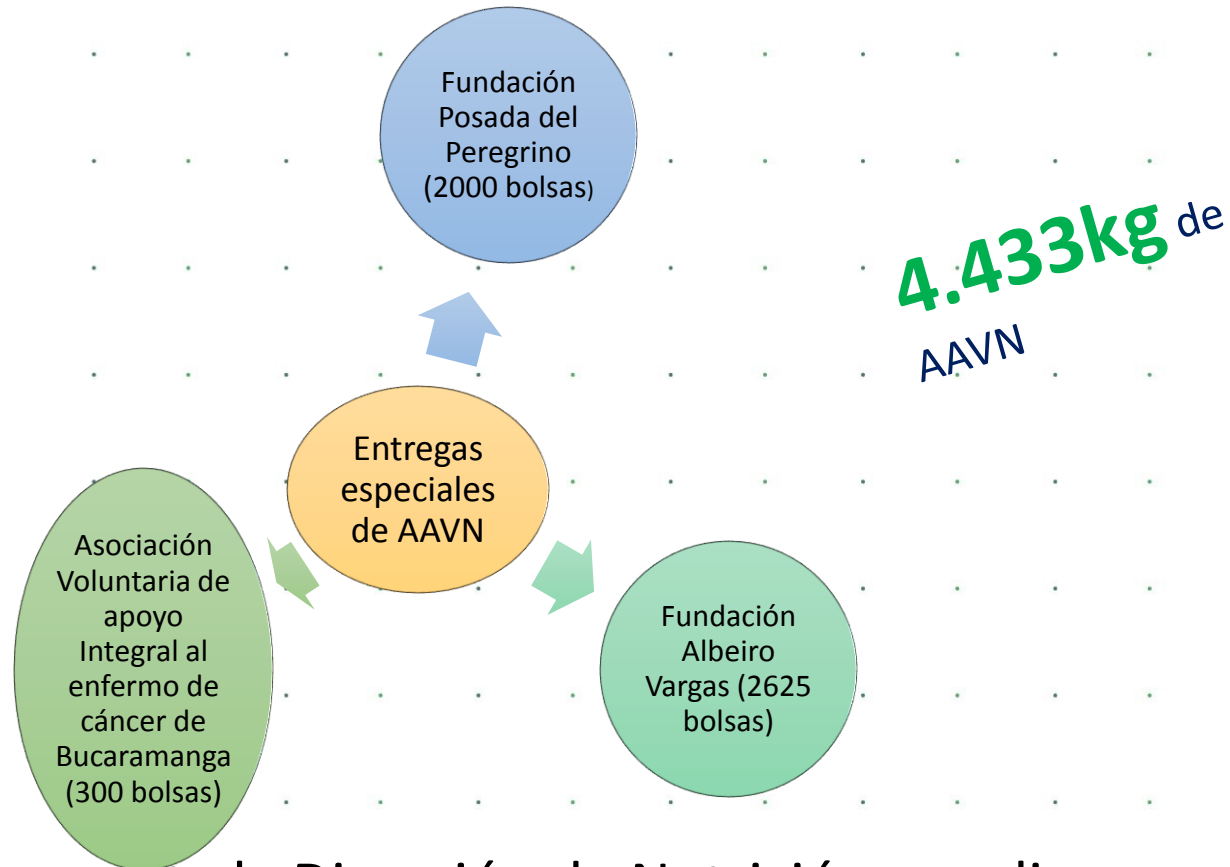 Fundación
Posada del
Peregrino
(2000 bolsas)
4.433kg de
AAVN
Entregas
especiales
de AAVN
Asociación
Voluntaria de
apoyo
Integral al
enfermo de
cáncer de
Bucaramanga
(300 bolsas)
Fundación
Albeiro
Vargas (2625
bolsas)